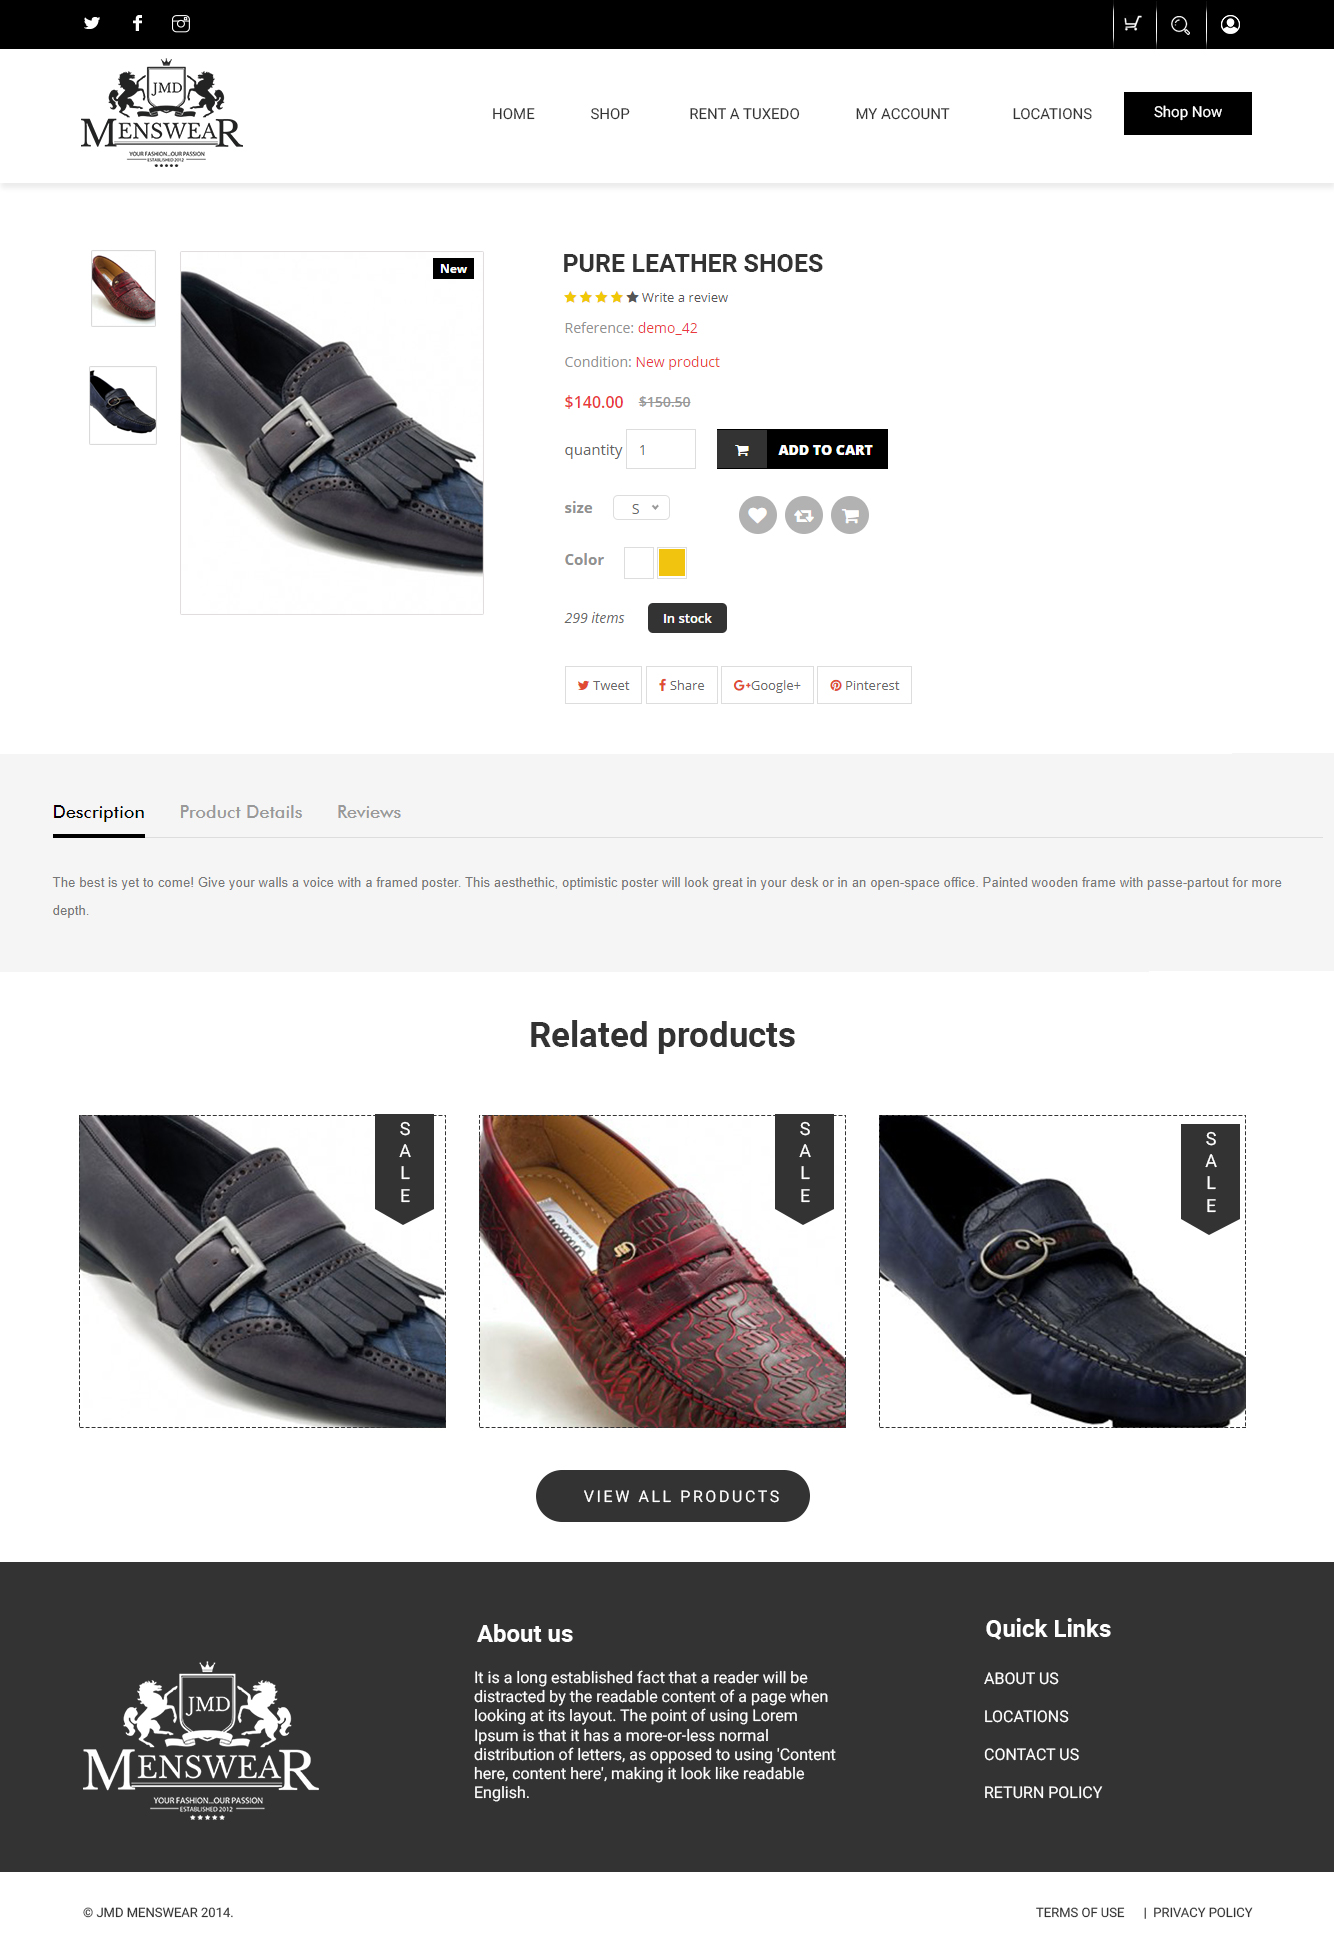 JMD
MENSWEAR
YOUR FASHION...OUR PASSION
ESTABLISHED 2012
HOME
SHOP
RENT A TUXEDO
MY ACCOUNT
LOCATIONS
Shop Now
New
PURE LEATHER SHOES
Write a review
Reference: demo_42
Condition: New product
$140.00 $150.50
quantity 1
ADD TO CART
size S
Color
299 items
In stock
Tweet
Share
Google+
Pinterest
Description
Product Details
Reviews
The best is yet to come! Give your walls a voice with a framed poster. This aesthethic, optimistic poster will look great in your desk or in an open-space office. Painted wooden frame with passe-partout for more
depth.
Related products
SALE
SALE
SALE
VIEW ALL PRODUCTS
JMD
MENSWEAR
YOUR FASHION...OUR PASSION
ESTABLISHED 2012
About us
It is a long established fact that a reader will be
distracted by the readable content of a page when
looking at its layout. The point of using Lorem
Ipsum is that it has a more-or-less normal
distribution of letters, as opposed to using 'Content
here, content here', making it look like readable
English.
Quick Links
ABOUT US
LOCATIONS
CONTACT US
RETURN POLICY
© JMD MENSWEAR 2014.
TERMS OF USE | PRIVACY POLICY